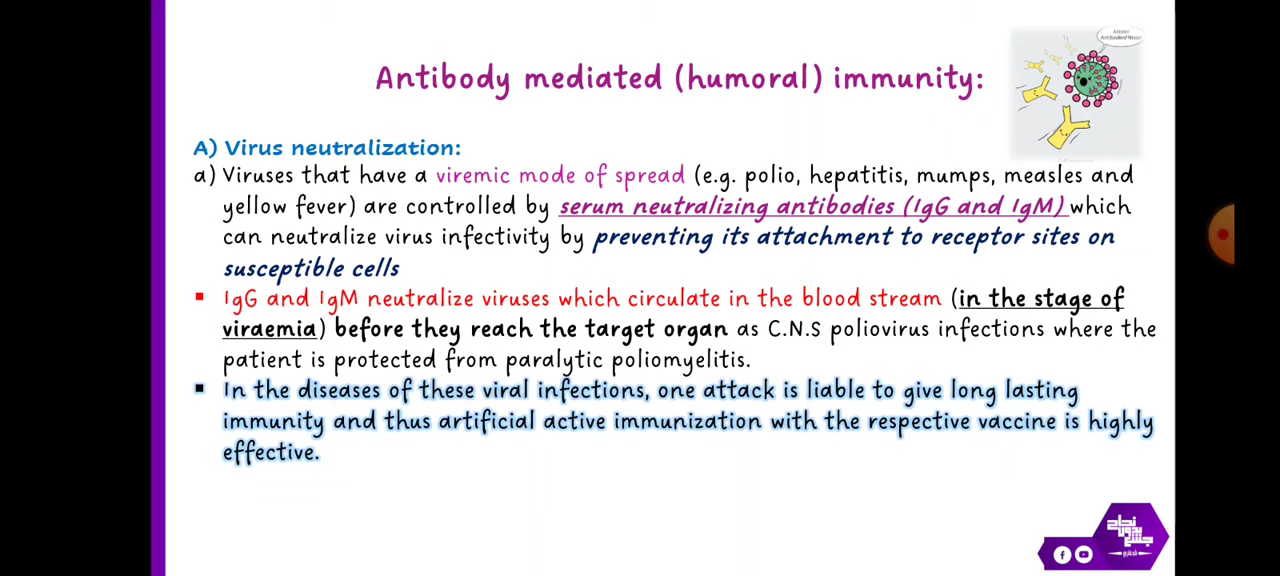 Antibody mediated (humoral) immunity:
A) Virus neutralization:
a) Viruses that have a viremic mode of spread (e.g. polio, hepatitis, mumps, measles and
yellow fever) are controlled by serum neutralizing antibodies (IgG and IgM) which
can neutralize virus infectivity by preventing its attachment to receptor sites on
susceptible cells
▪ IgG and IgM neutralize viruses which circulate in the blood stream (in the stage of
viraemia) before they reach the target organ as C.N.S poliovirus infections where the
patient is protected from paralytic poliomyelitis.
▪ In the diseases of these viral infections, one attack is liable to give long lasting
immunity and thus artificial active immunization with the respective vaccine is highly
effective.